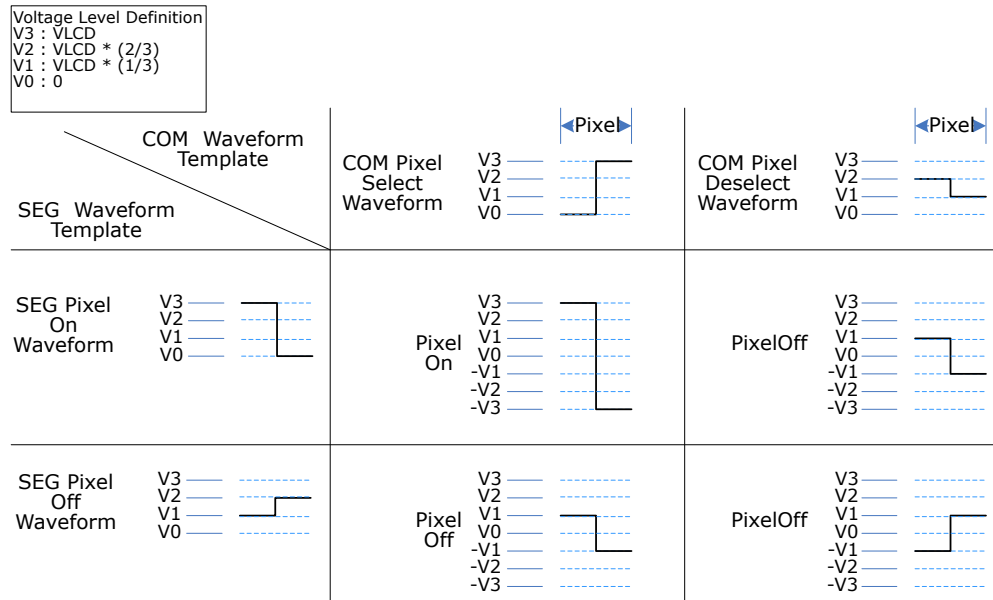 Voltage Level Definition
V3 : VLCD
V2 : VLCD * (2/3)
V1 : VLCD * (1/3)
V0 : 0
COM Waveform
Template
SEG Waveform
Template
COM Pixel
Select
Waveform
V3
V2
V1
V0
Pixel
COM Pixel
Deselect
Waveform
V3
V2
V1
V0
Pixel
SEG Pixel
On
Waveform
V3
V2
V1
V0
Pixel
On
V3
V2
V1
V0
-V1
-V2
-V3
PixelOff
V3
V2
V1
V0
-V1
-V2
-V3
SEG Pixel
Off
Waveform
V3
V2
V1
V0
Pixel
Off
V3
V2
V1
V0
-V1
-V2
-V3
PixelOff
V3
V2
V1
V0
-V1
-V2
-V3